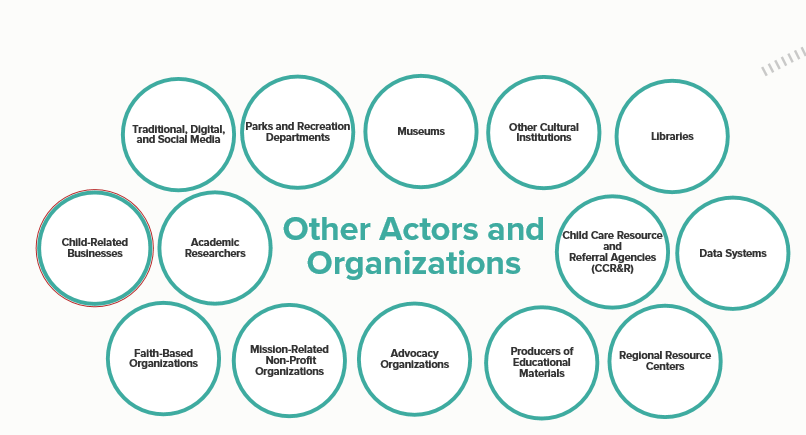 Traditional, Digital,
and Social Media
Parks and Recreation
Departments
Museums
Other Cultural
Institutions
Libraries
Child-Related
Businesses
Academic
Researchers
Other Actors and
Organizations
Child Care Resource
and
Referral Agencies
(CCR&R)
Data Systems
Faith-Based
Organizations
Mission-Related
Non-Profit
Organizations
Advocacy
Organizations
Producers of
Educational
Materials
Regional Resource
Centers